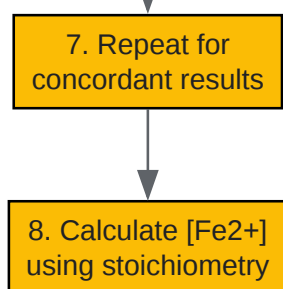 7. Repeat for
concordant results
8. Calculate [Fe2+]
using stoichiometry